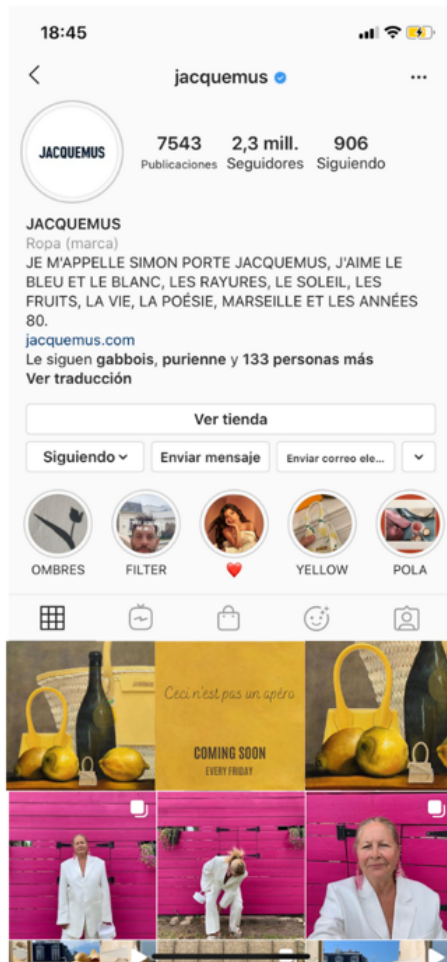 18:45
jacquemus
JACQUEMUS
7543 2,3 mill. 906
Publicaciones Seguidores Siguiendo
JACQUEMUS
Ropa (marca)
JE M'APPELLE SIMON PORTE JACQUEMUS, J'AIME LE
BLEU ET LE BLANC, LES RAYURES, LE SOLEIL, LES
FRUITS, LA VIE, LA POÉSIE, MARSEILLE ET LES ANNÉES
80.
jacquemus.com
Le siguen gabbois, purienne y 133 personas más
Ver traducción
Ver tienda
Siguiendo Enviar mensaje Enviar correo ele...
OMBRES FILTER ❤️ YELLOW POLA
Ceci n'est pas un apéro
COMING SOON
EVERY FRIDAY